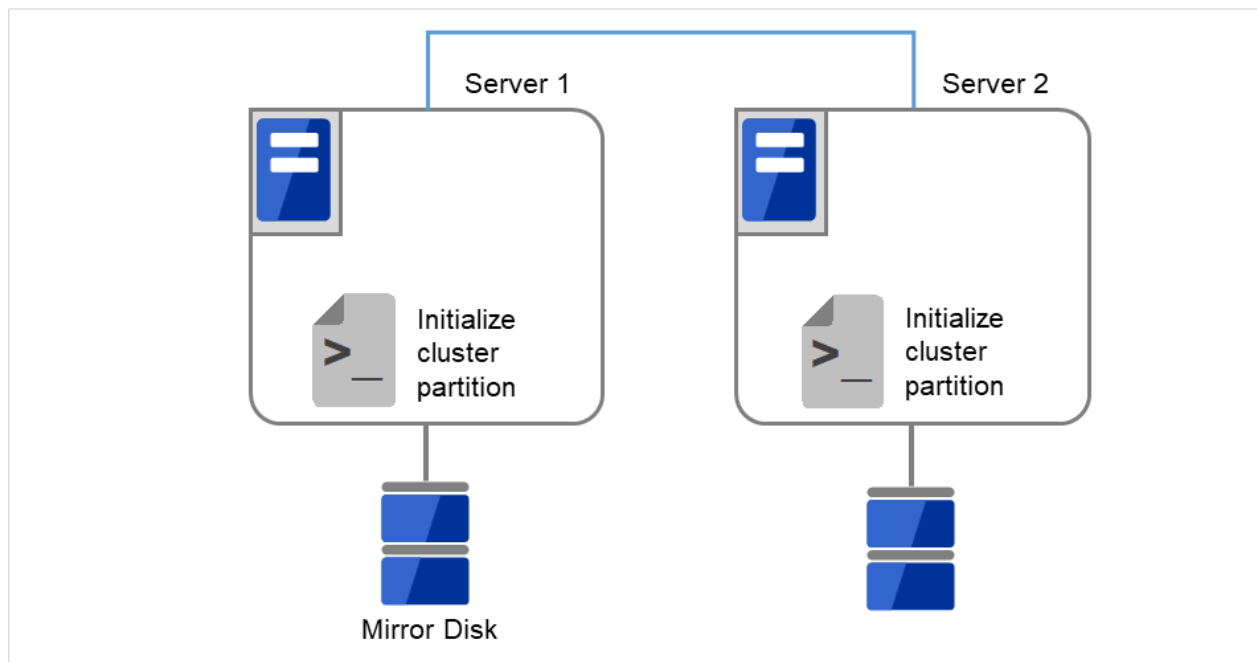 Server 1
Server 2
Initialize
cluster
partition
>_
Initialize
cluster
partition
>_
Mirror Disk